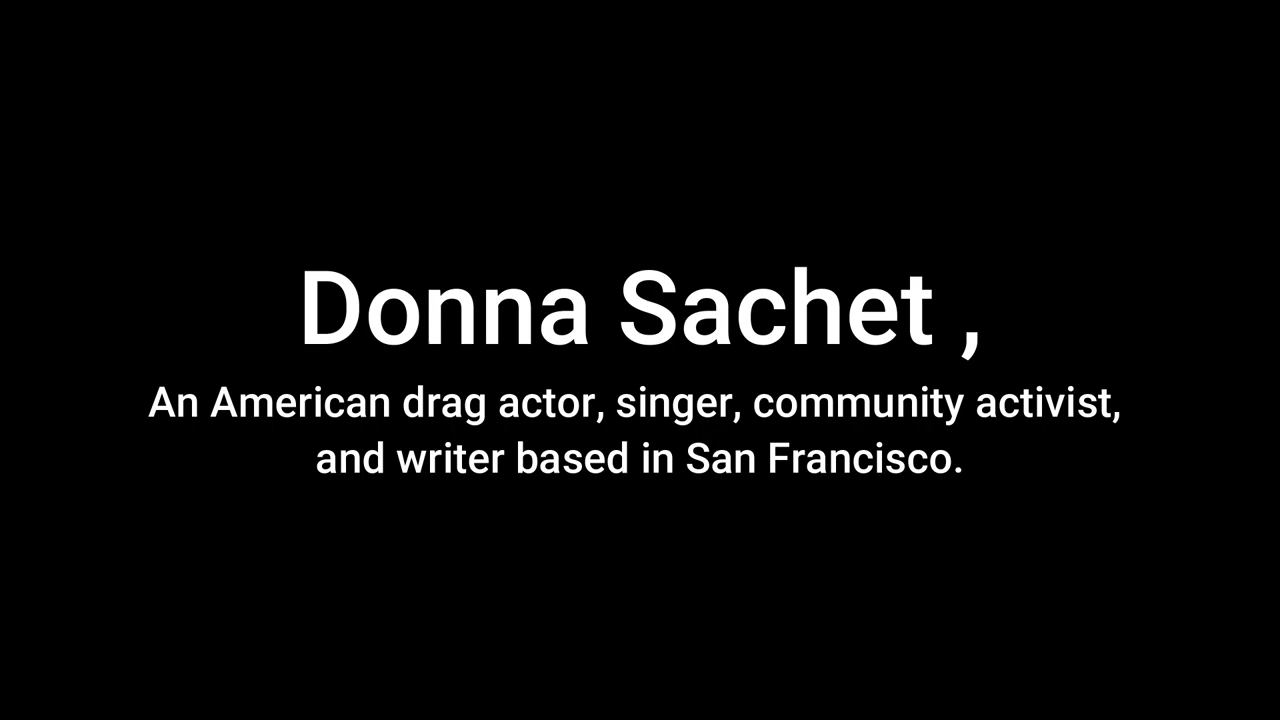 Donna Sachet ,
An American drag actor, singer, community activist,
and writer based in San Francisco.